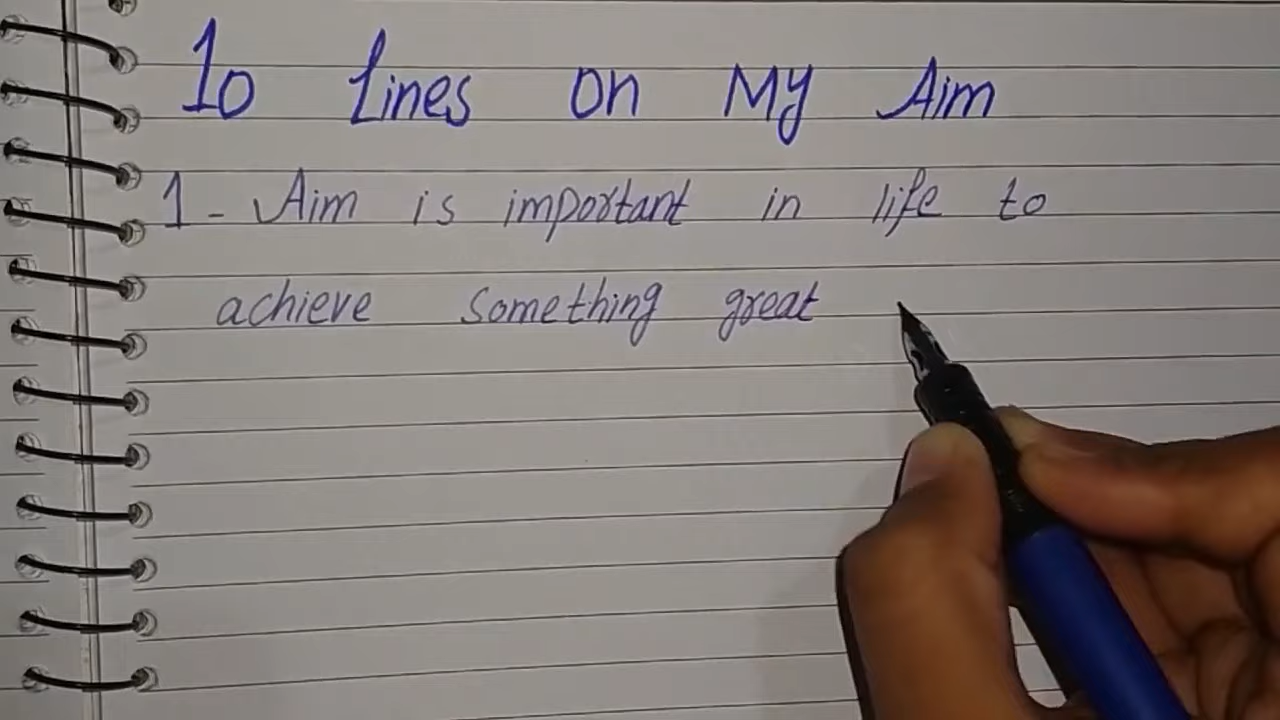 10 Lines On My Aim
1- Aim is important in life to
achieve something great